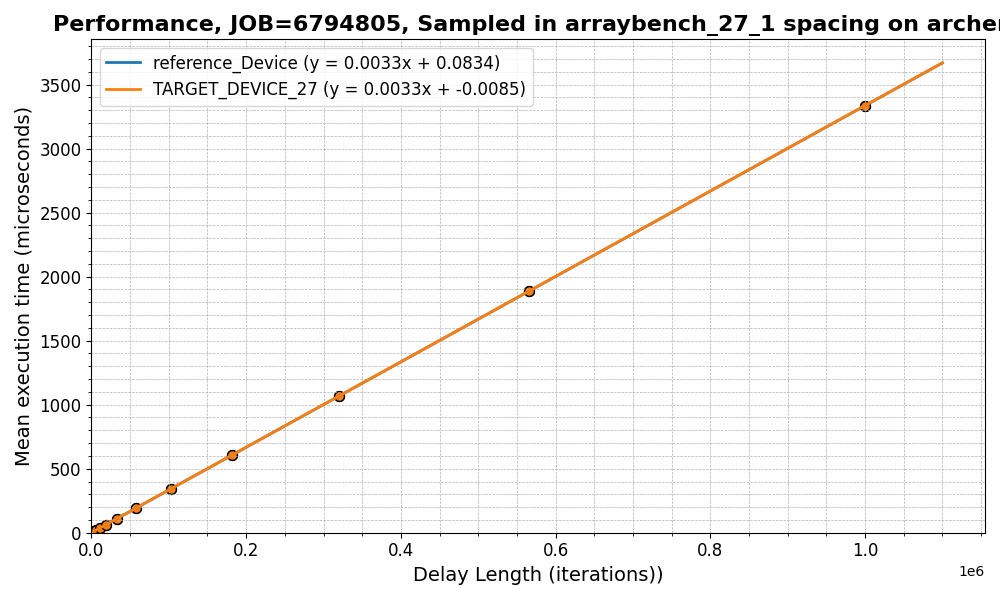 Performance, JOB=6794805, Sampled in arraybench_27_1 spacing on archer
reference_Device (y = 0.0033x + 0.0834)
TARGET_DEVICE_27 (y = 0.0033x + -0.0085)
Mean execution time (microseconds)
3500
3000
2500
2000
1500
1000
500
0
0.0 0.2 0.4 0.6 0.8 1.0
1e6
Delay Length (iterations))